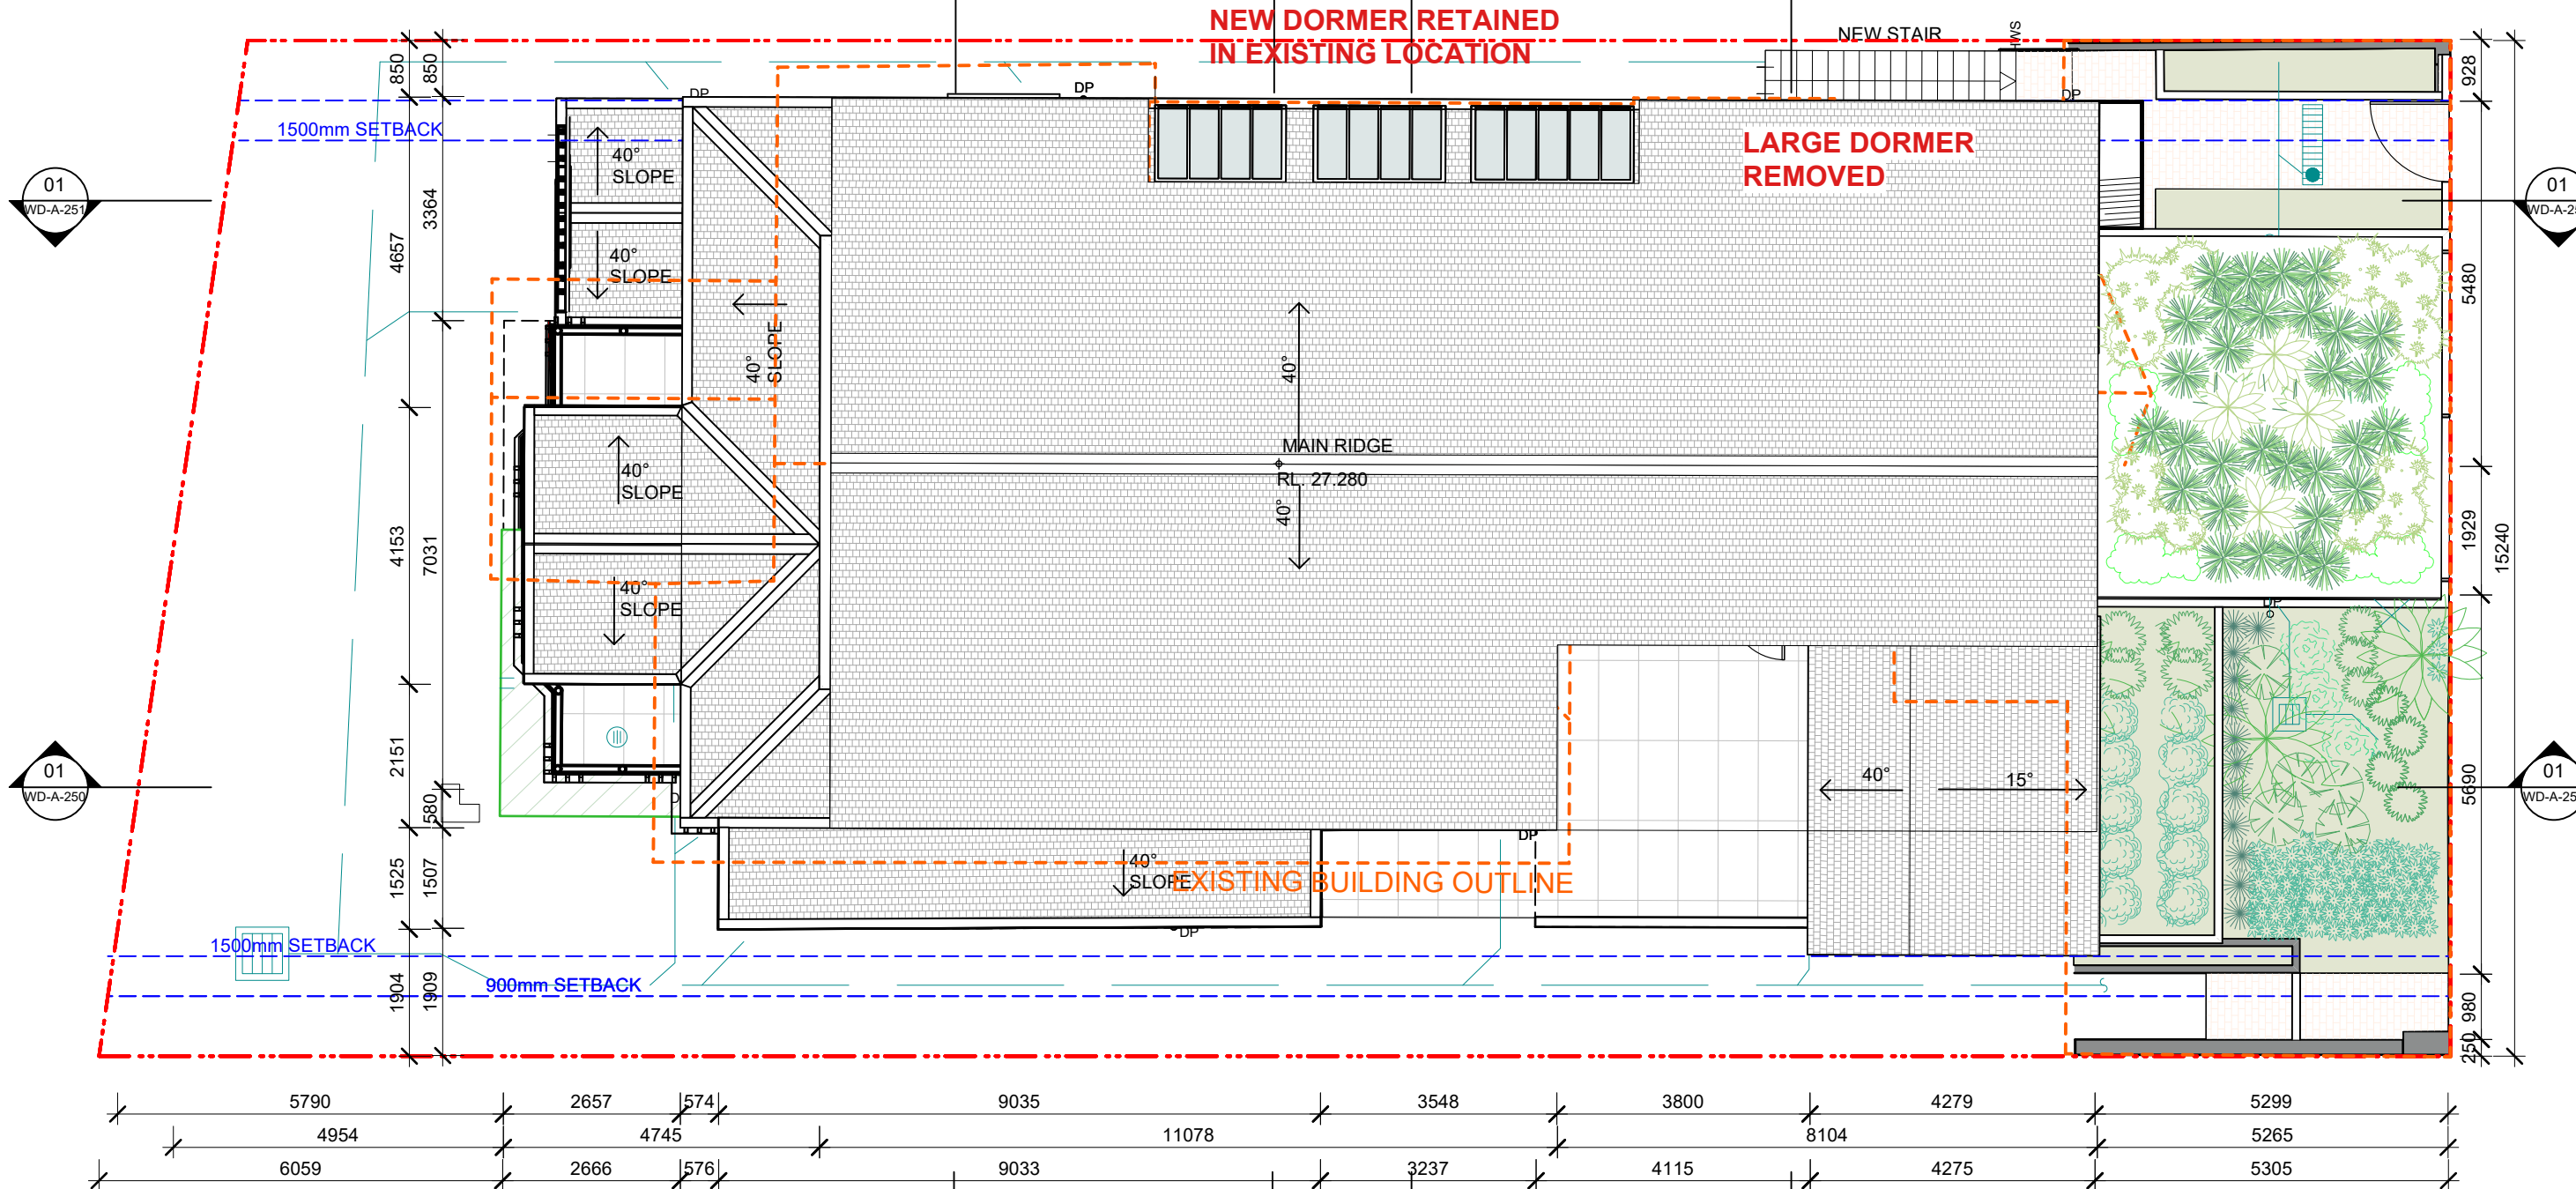 NEW DORMER RETAINED
IN EXISTING LOCATION
NEW STAIR
HWS
850
850
928
DP
DP
DP
1500mm SETBACK
LARGE DORMER
REMOVED
01
WD-A-251
40°
SLOPE
3364
4657
40°
SLOPE
01
5480
40°
SLOPE
40°
MAIN RIDGE
RL. 27.280
40°
40°
SLOPE
4153
7031
1929
15240
40°
SLOPE
DP
01
WD-A-250
2151
580
40°
15°
5690
01
DP
1525
1507
40°
SLOPE
EXISTING BUILDING OUTLINE
DP
1500mm SETBACK
900mm SETBACK
1904
1909
980
250
5790
2657
574
9035
3548
3800
4279
5299
4954
4745
11078
8104
5265
6059
2666
576
9033
3237
4115
4275
5305